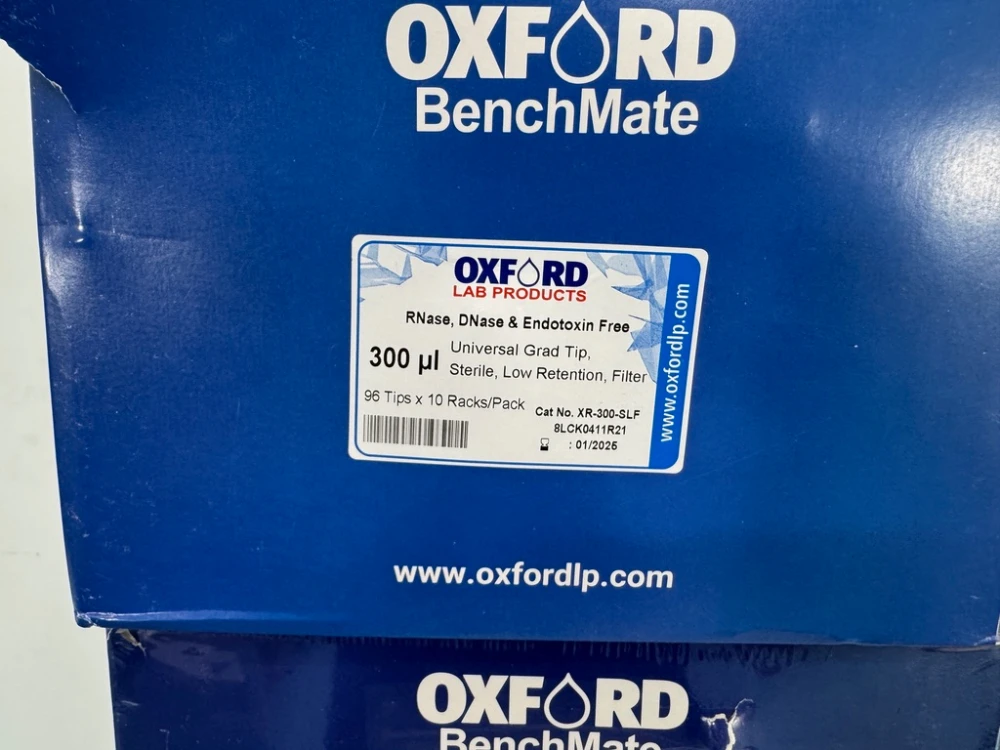 OXFORD
BenchMate
OXFORD
LAB PRODUCTS
RNase, DNase & Endotoxin Free
300 µl
Universal Grad Tip,
Sterile, Low Retention, Filter
96 Tips x 10 Racks/Pack
Cat No. XR-300-SLF
8LCK0411R21
: 01/2025
www.oxfordlp.com
www.oxfordlp.com
OXFORD
BenchMate